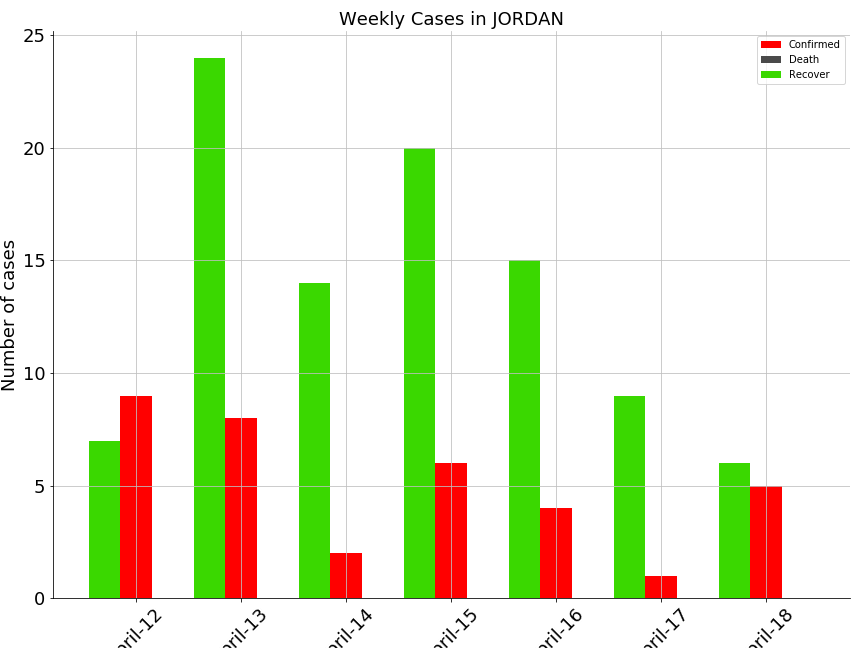 Weekly Cases in JORDAN
Confirmed
Death
Recover
Number of cases
25
20
15
10
5
0
pril-12
pril-13
pril-14
pril-15
pril-16
pril-17
pril-18